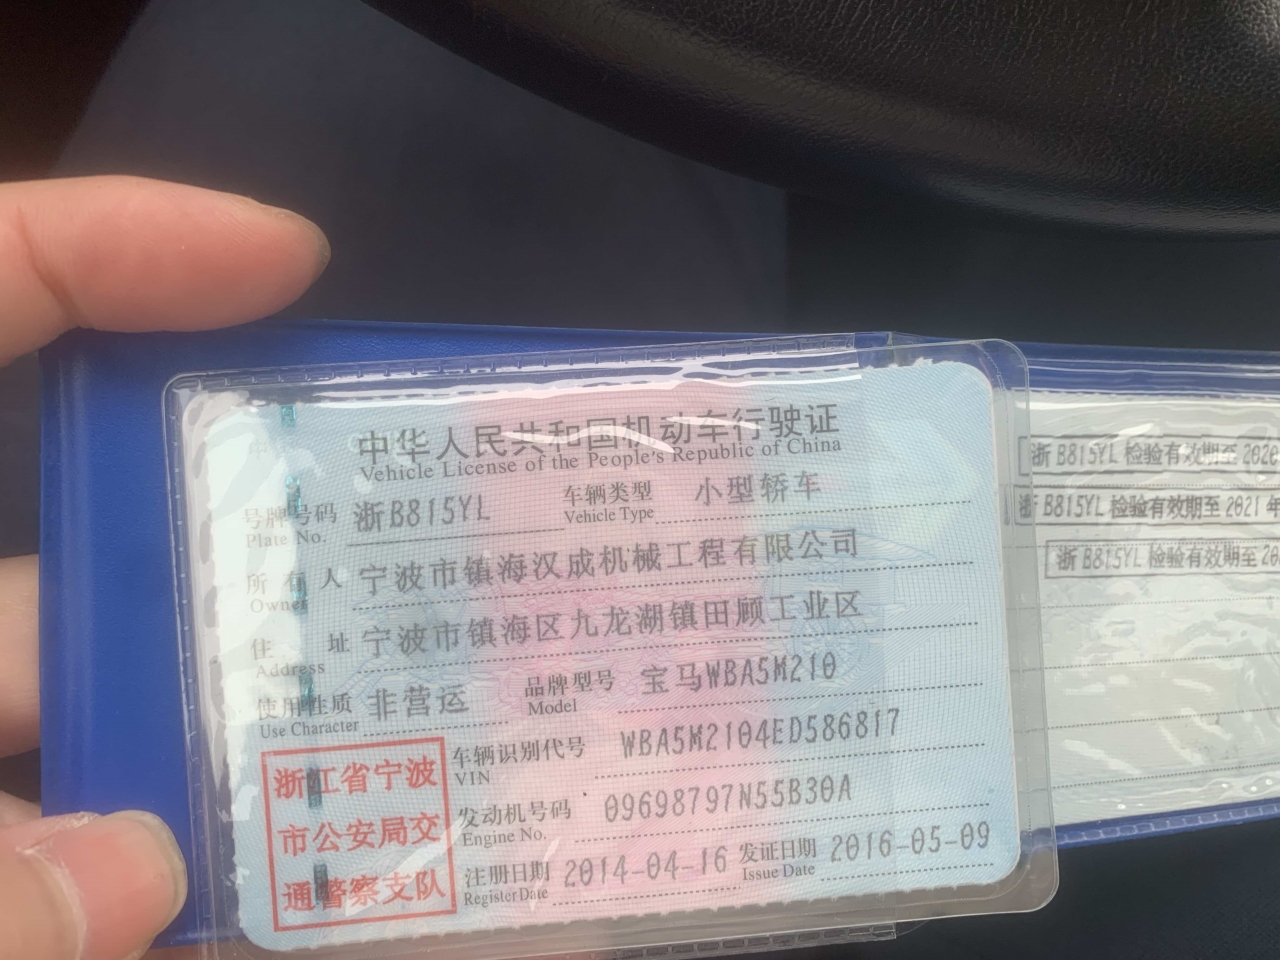 中华人民共和国机动车行驶证
Vehicle License of the People's Republic of China
号牌号码 浙B815YL 车辆类型 小型轿车
Plate No. Vehicle Type
所有人 宁波市镇海汉成机械工程有限公司
Owner
住址 宁波市镇海区九龙湖镇田顾工业区
Address
使用性质 非营运 品牌型号 宝马WBA5M210
Use Character Model
车辆识别代号 WBA5M2104ED586817
VIN
发动机号码 09698797N55B30A
Engine No.
注册日期 2014-04-16 发证日期 2016-05-09
Register Date Issue Date
浙江省宁波
市公安局交
通警察支队
浙B815YL 检验有效期至 2020
浙B815YL 检验有效期至 2021 年
浙B815YL 检验有效期至